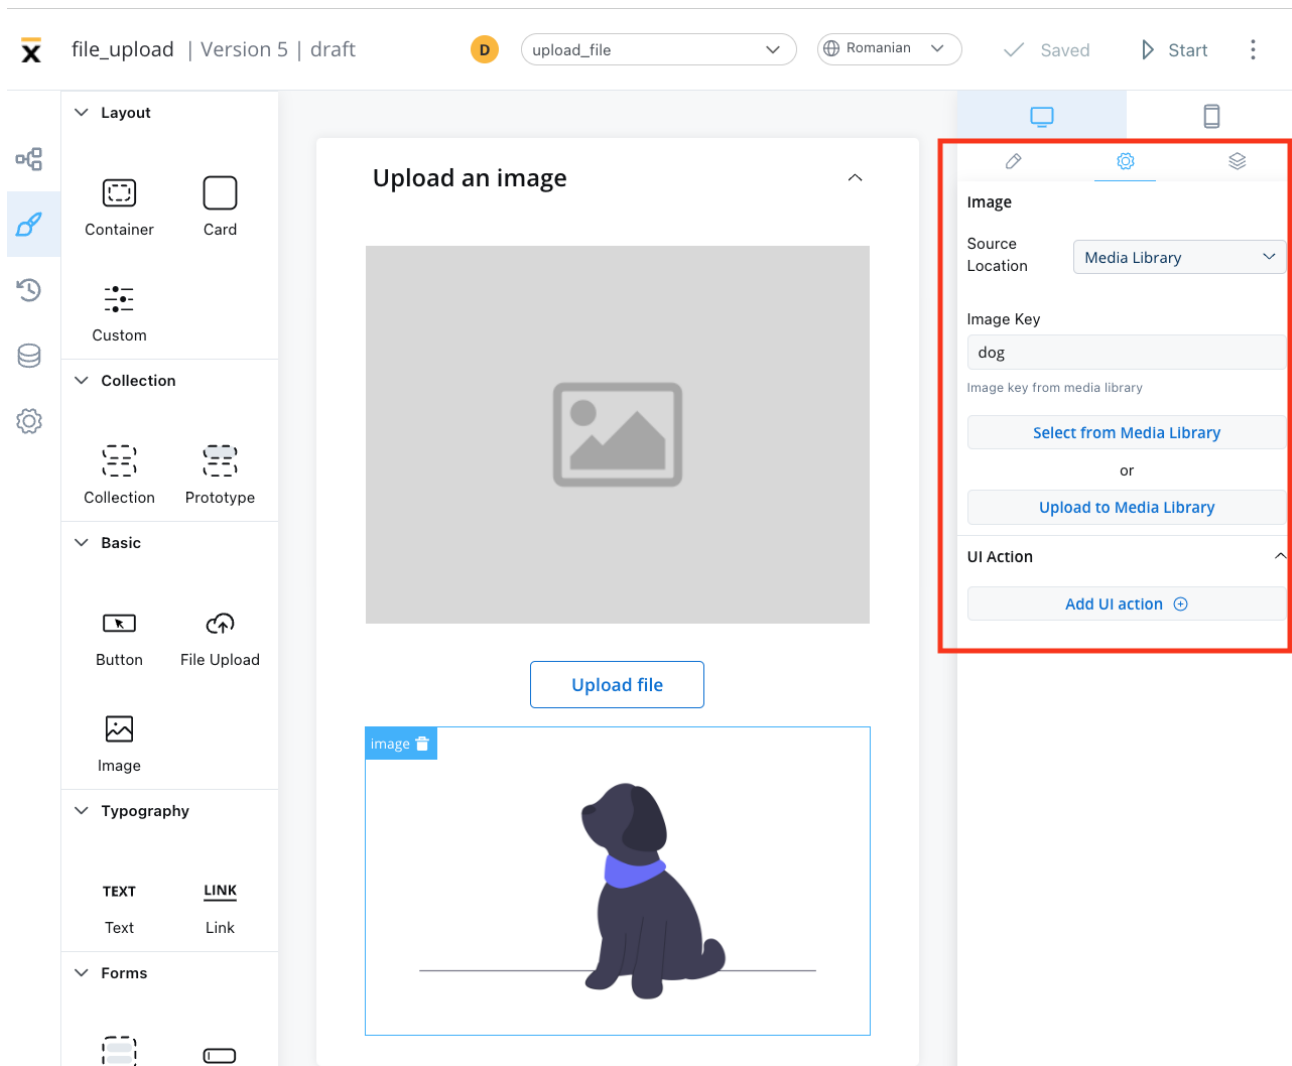 file_upload | Version 5 | draft
D
upload_file
Romanian
Saved
Start
Layout
Container
Card
Custom
Collection
Collection
Prototype
Basic
Button
File Upload
Image
Typography
TEXT
Text
LINK
Link
Forms
Upload an image
Upload file
image
Image
Source
Location
Media Library
Image Key
dog
Image key from media library
Select from Media Library
or
Upload to Media Library
UI Action
Add UI action